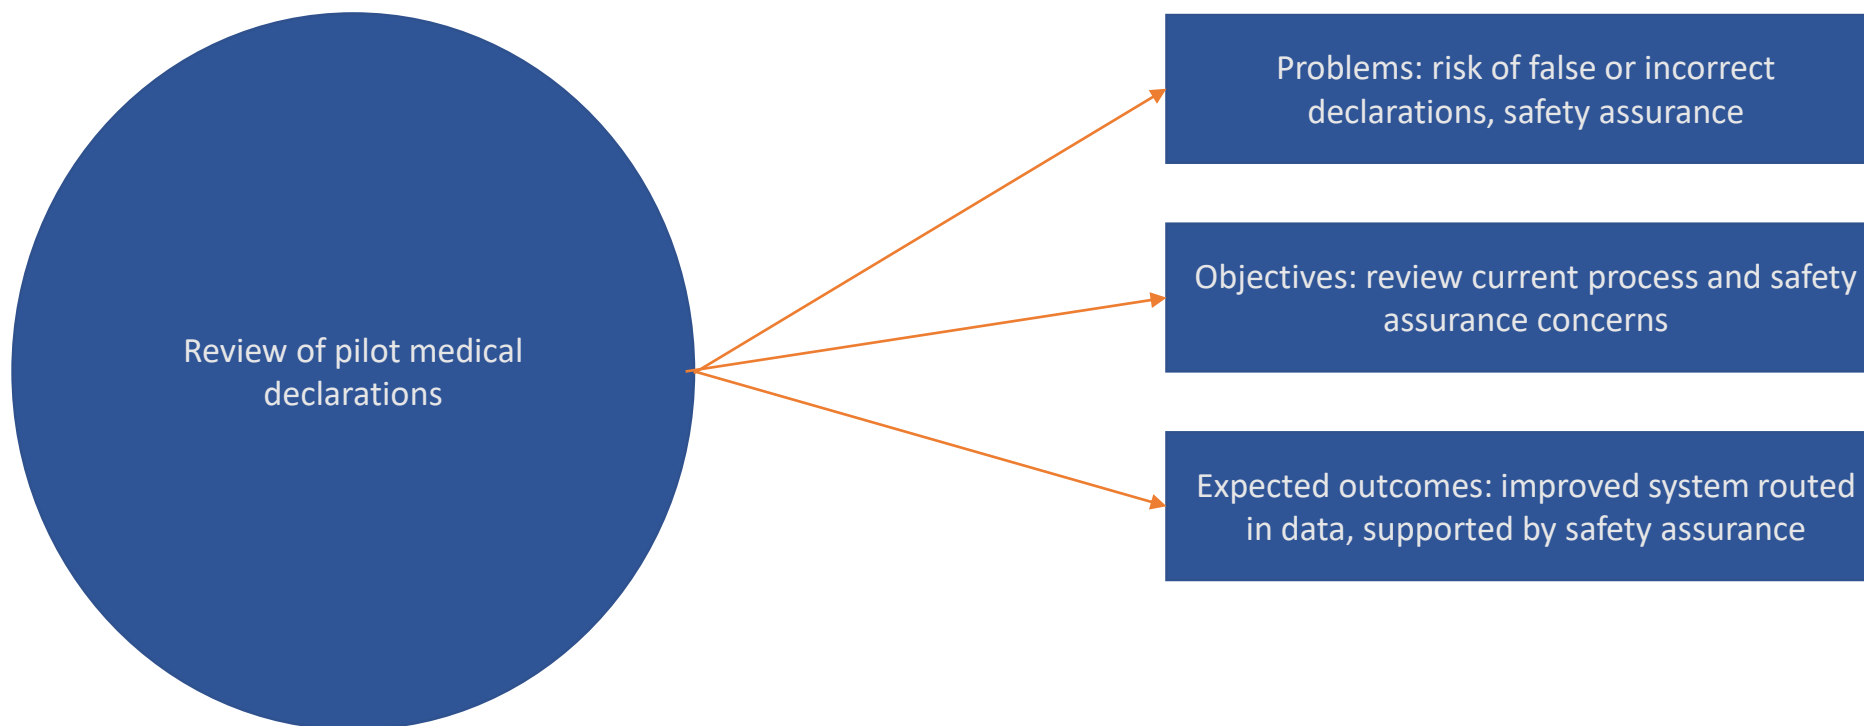 Review of pilot medical
declarations
Problems: risk of false or incorrect
declarations, safety assurance
Objectives: review current process and safety
assurance concerns
Expected outcomes: improved system routed
in data, supported by safety assurance